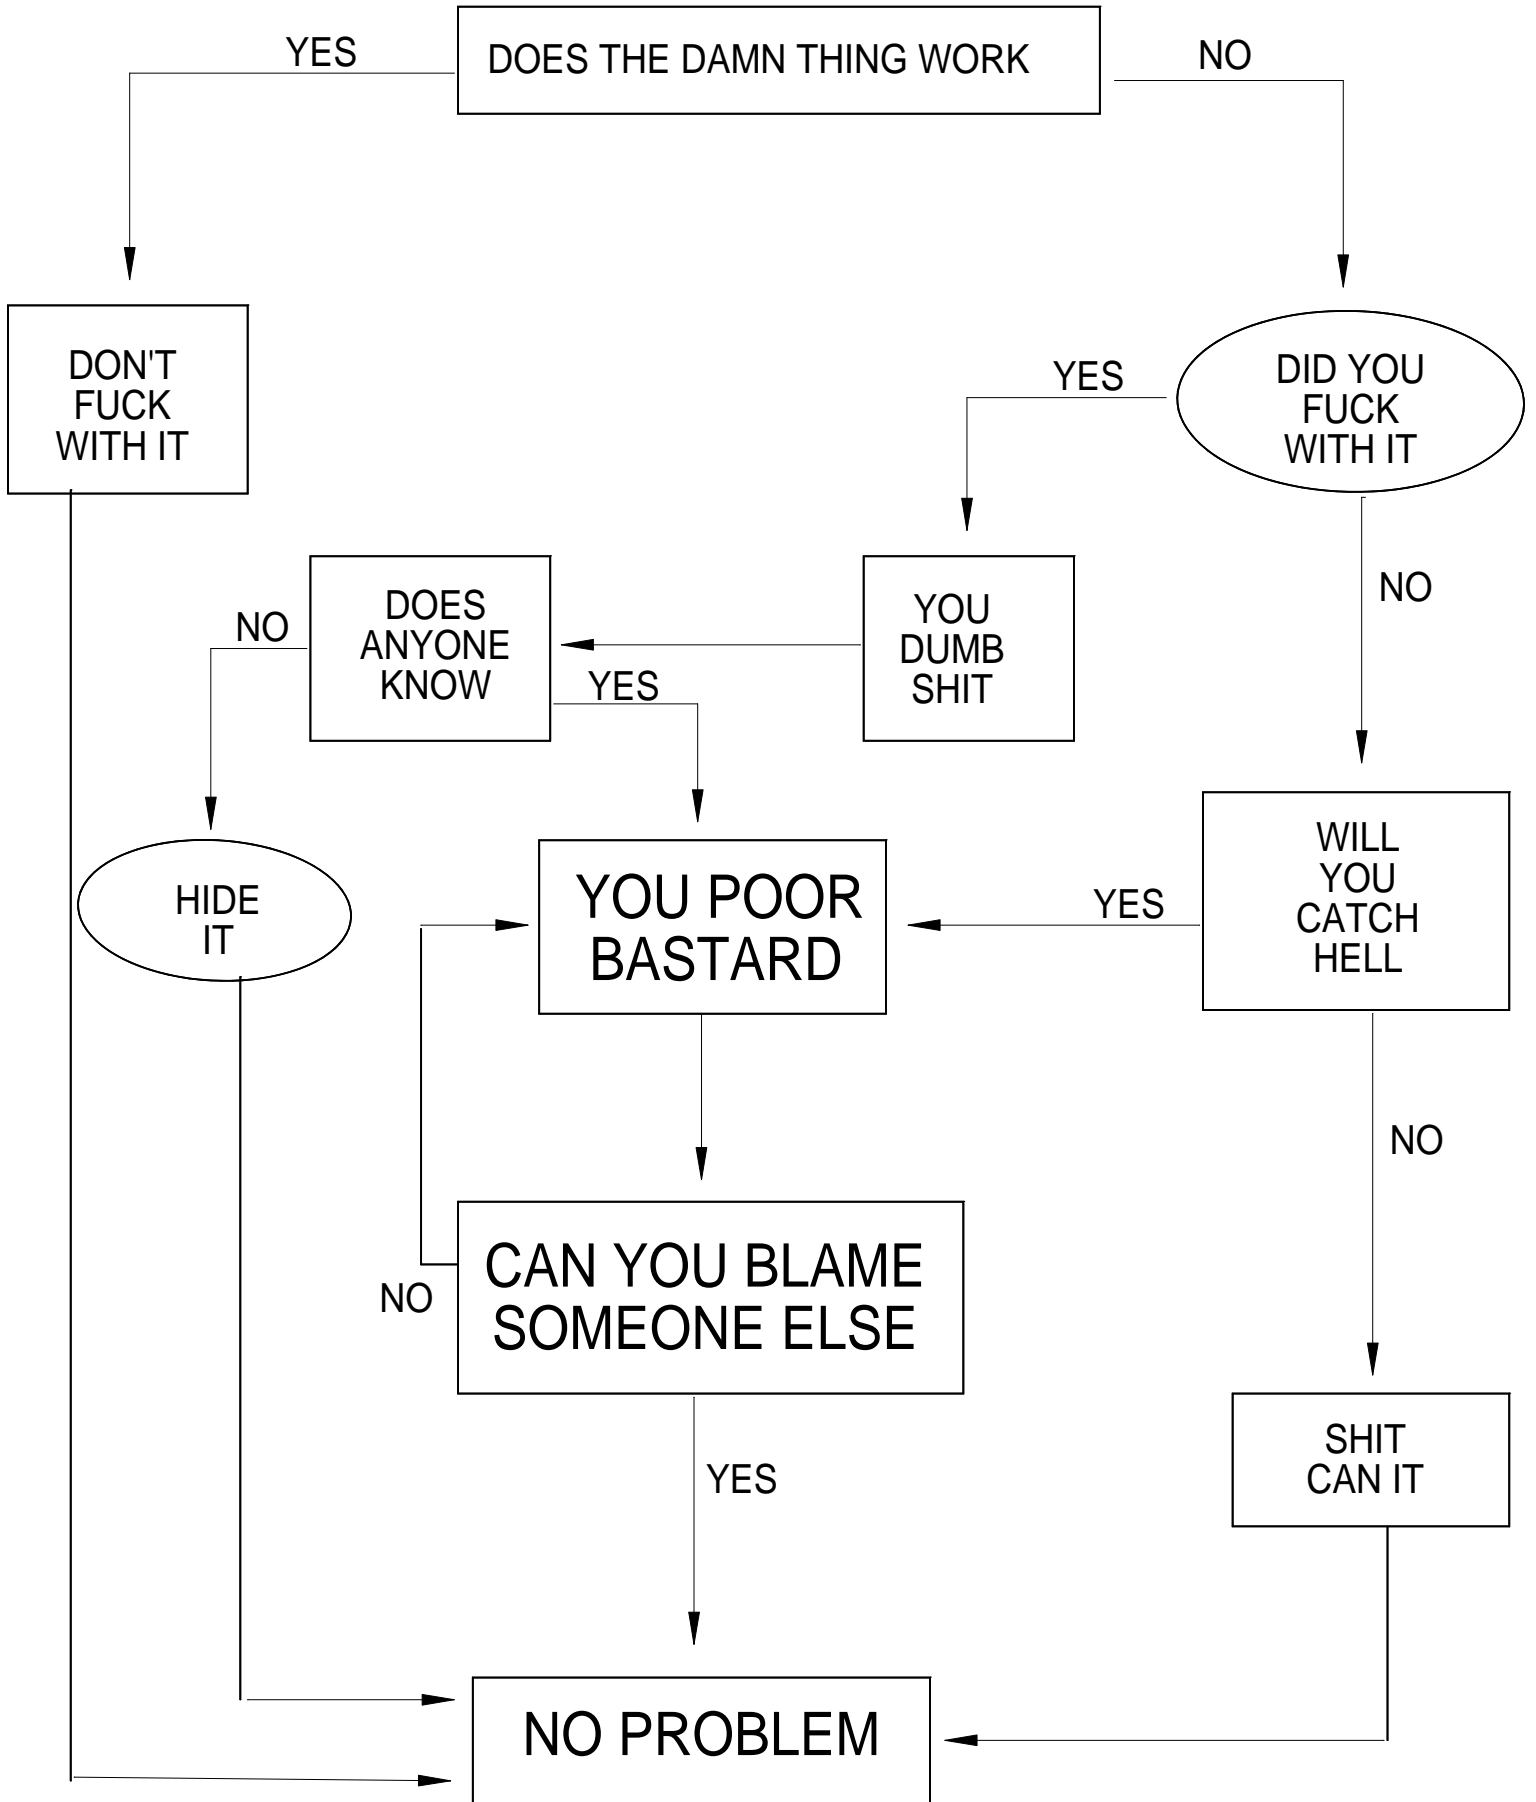 YES
DOES THE DAMN THING WORK
NO
DON'T
FUCK
WITH IT
YES
DID YOU
FUCK
WITH IT
NO
DOES
ANYONE
KNOW
YES
YOU
DUMB
SHIT
NO
HIDE
IT
YOU POOR
BASTARD
YES
WILL
YOU
CATCH
HELL
NO
CAN YOU BLAME
SOMEONE ELSE
NO
YES
SHIT
CAN IT
NO PROBLEM